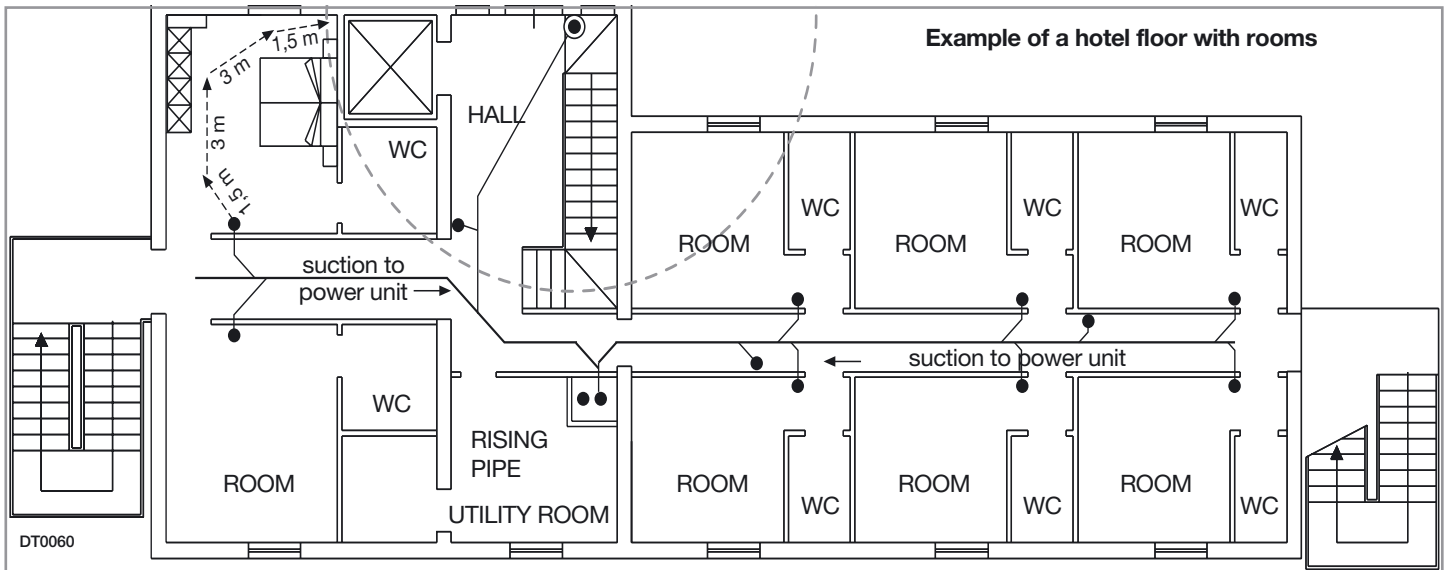 Example of a hotel floor with rooms
1,5 m
3 m
3 m
1,5 m
HALL
WC
WC
WC
WC
ROOM
ROOM
ROOM
suction to
power unit
suction to power unit
WC
RISING
PIPE
ROOM
ROOM
ROOM
ROOM
WC
WC
WC
UTILITY ROOM
DT0060